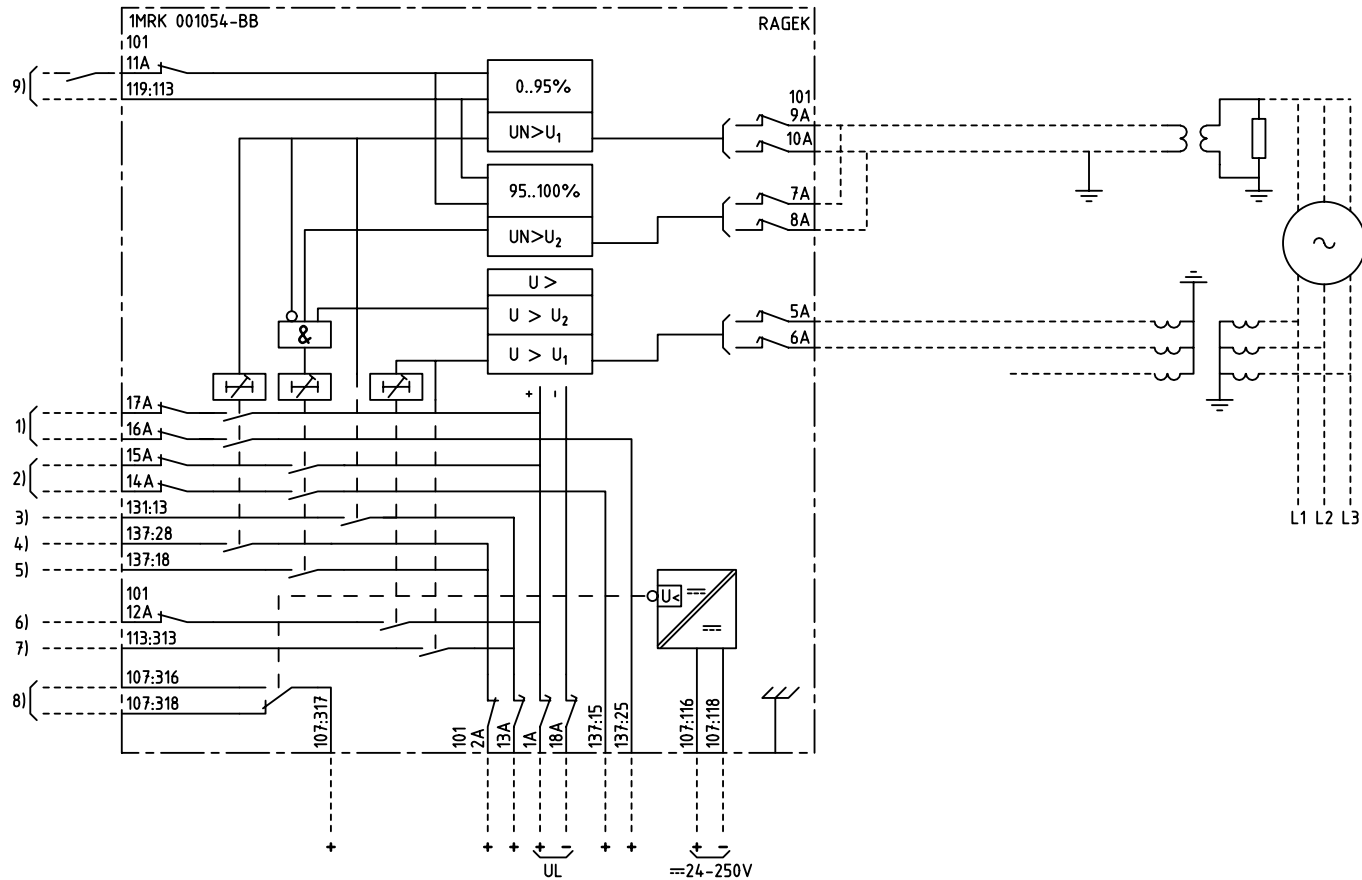 1MRK 001054-BB
RAGEK
101
11A
9)
119:113
0..95%
UN>U1
101
9A
10A
95..100%
UN>U2
7A
8A
U >
U > U2
U > U1
5A
6A
&
+ -
17A
1)
16A
15A
2)
14A
3) 131:13
4) 137:28
5) 137:18
L1 L2 L3
U<
101
6) 12A
7) 113:313
107:316
8)
107:318
107:317
101
2A
13A
1A
18A
137:15
137:25
107:116
107:118
+ + + + - + + + -
UL
24-250V